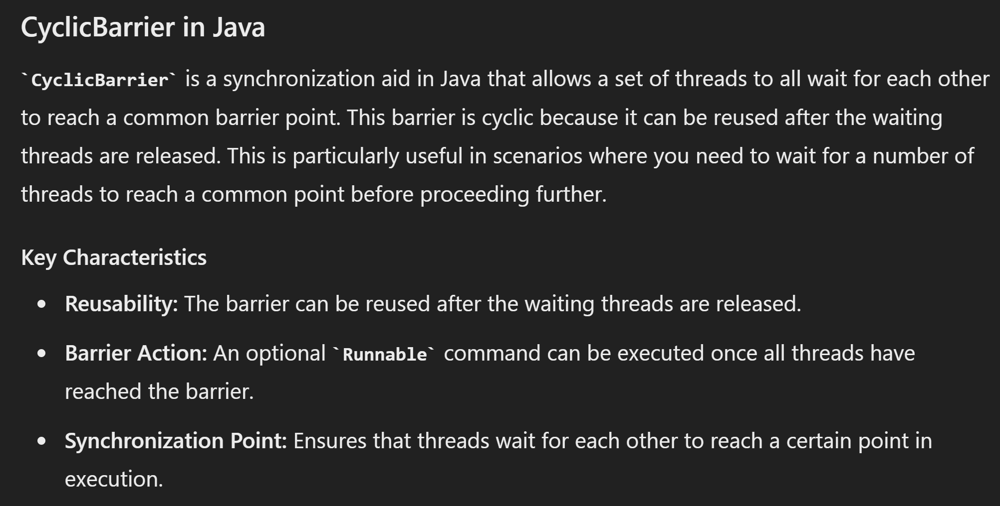 CyclicBarrier in Java
`CyclicBarrier` is a synchronization aid in Java that allows a set of threads to all wait for each other
to reach a common barrier point. This barrier is cyclic because it can be reused after the waiting
threads are released. This is particularly useful in scenarios where you need to wait for a number of
threads to reach a common point before proceeding further.
Key Characteristics
• Reusability: The barrier can be reused after the waiting threads are released.
• Barrier Action: An optional `Runnable` command can be executed once all threads have
reached the barrier.
• Synchronization Point: Ensures that threads wait for each other to reach a certain point in
execution.